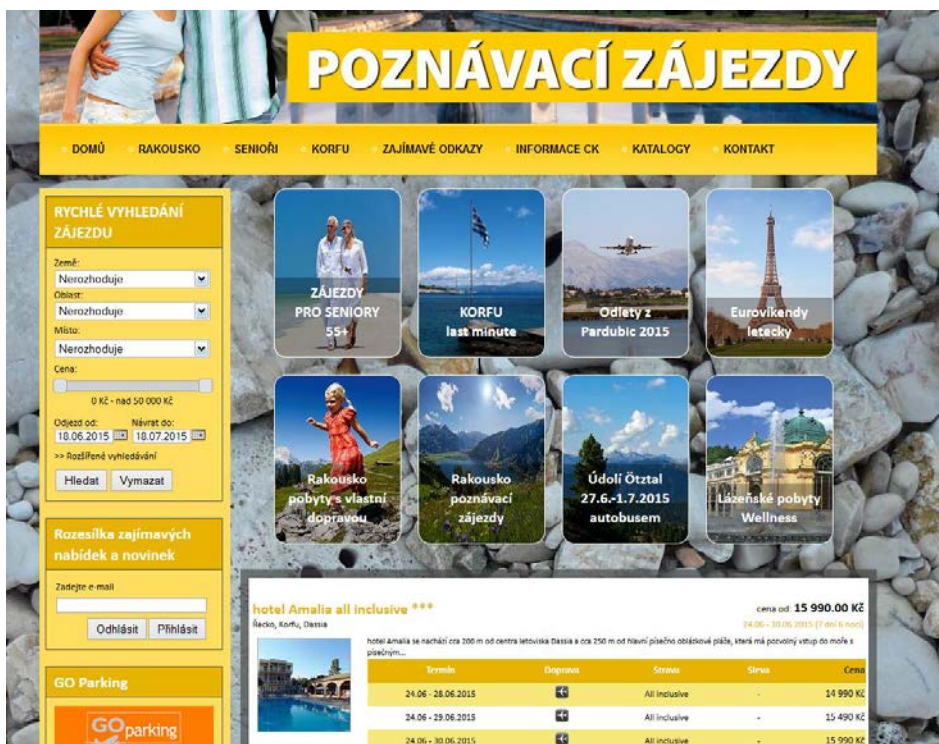 POZNÁVACÍ ZÁJEZDY
DOMŮ RAKOUSKO SENIOŘI KORFU ZAJÍMAVÉ ODKAZY INFORMACE CK KATALOGY KONTAKT
RYCHLÉ VYHLEDÁNÍ
ZÁJEZDU
Země:
Nerozhoduje
Oblast:
Nerozhoduje
Místo:
Nerozhoduje
Cena:
0 Kč - nad 50 000 Kč
Odjezd od: Návrat do:
18.06.2015 18.07.2015
>> Rozšířené vyhledávání
Hledat Vymazat
Rozesílka zajímavých
nabídek a novinek
Zadejte e-mail
Odhlásit Přihlásit
GO Parking
GO parking
ZÁJEZDY
PRO SENIORY
55+
KORFU
last minute
Odlety z
Pardubic 2015
Eurovíkendy
letecky
Rakousko
pobyty s vlastní
dopravou
Rakousko
poznávací
zájezdy
Údolí Ötztal
27.6.-1.7.2015
autobusem
Lázeňské pobyty
Wellness
hotel Amalia all inclusive *** cena od: 15 990.00 Kč
Řecko, Korfu, Dassia 24.06 - 30.06 2015 (7 dní 6 nocí)
hotel Amalia se nachází cca 200 m od centra letoviska Dassia a cca 250 m od hlavní písečno oblázkové pláže, která má pozvolný vstup do moře s
písečným...
Termín Doprava Strava Sleva Cena
24.06 - 28.06.2015 All inclusive - 14 990 Kč
24.06 - 29.06.2015 All inclusive - 15 490 Kč
24.06 - 30.06.2015 All inclusive - 15 990 Kč